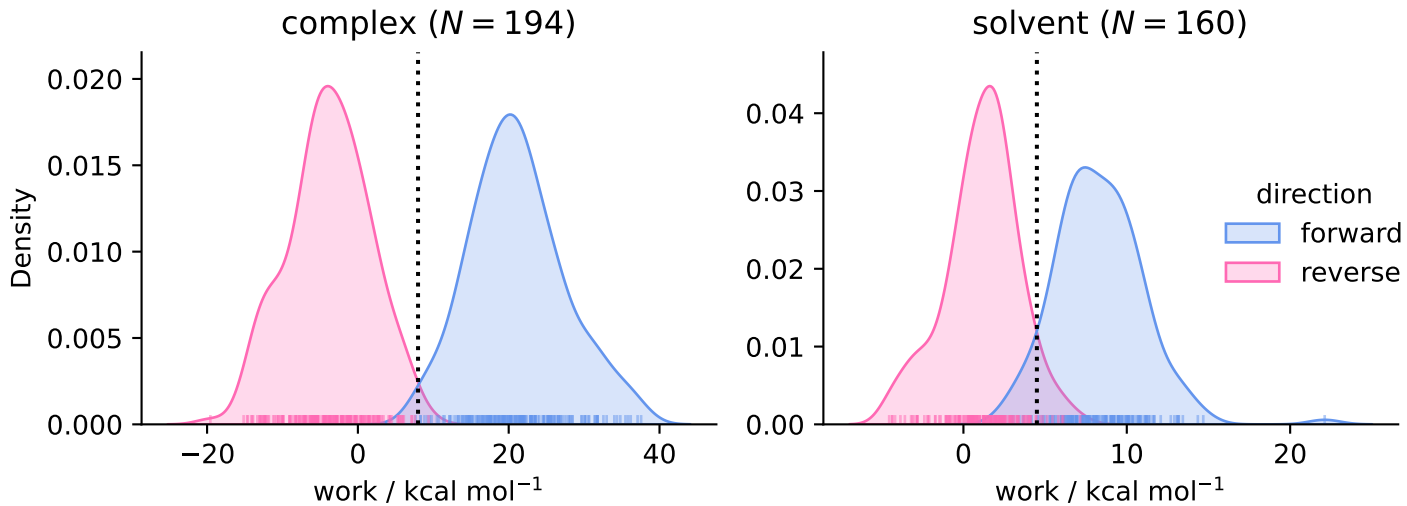 complex (N = 194)
Density
0.020
0.015
0.010
0.005
0.000
−20 0 20 40
work / kcal mol⁻¹
solvent (N = 160)
0.04
0.03
0.02
0.01
0.00
0 10 20
work / kcal mol⁻¹
direction
forward
reverse